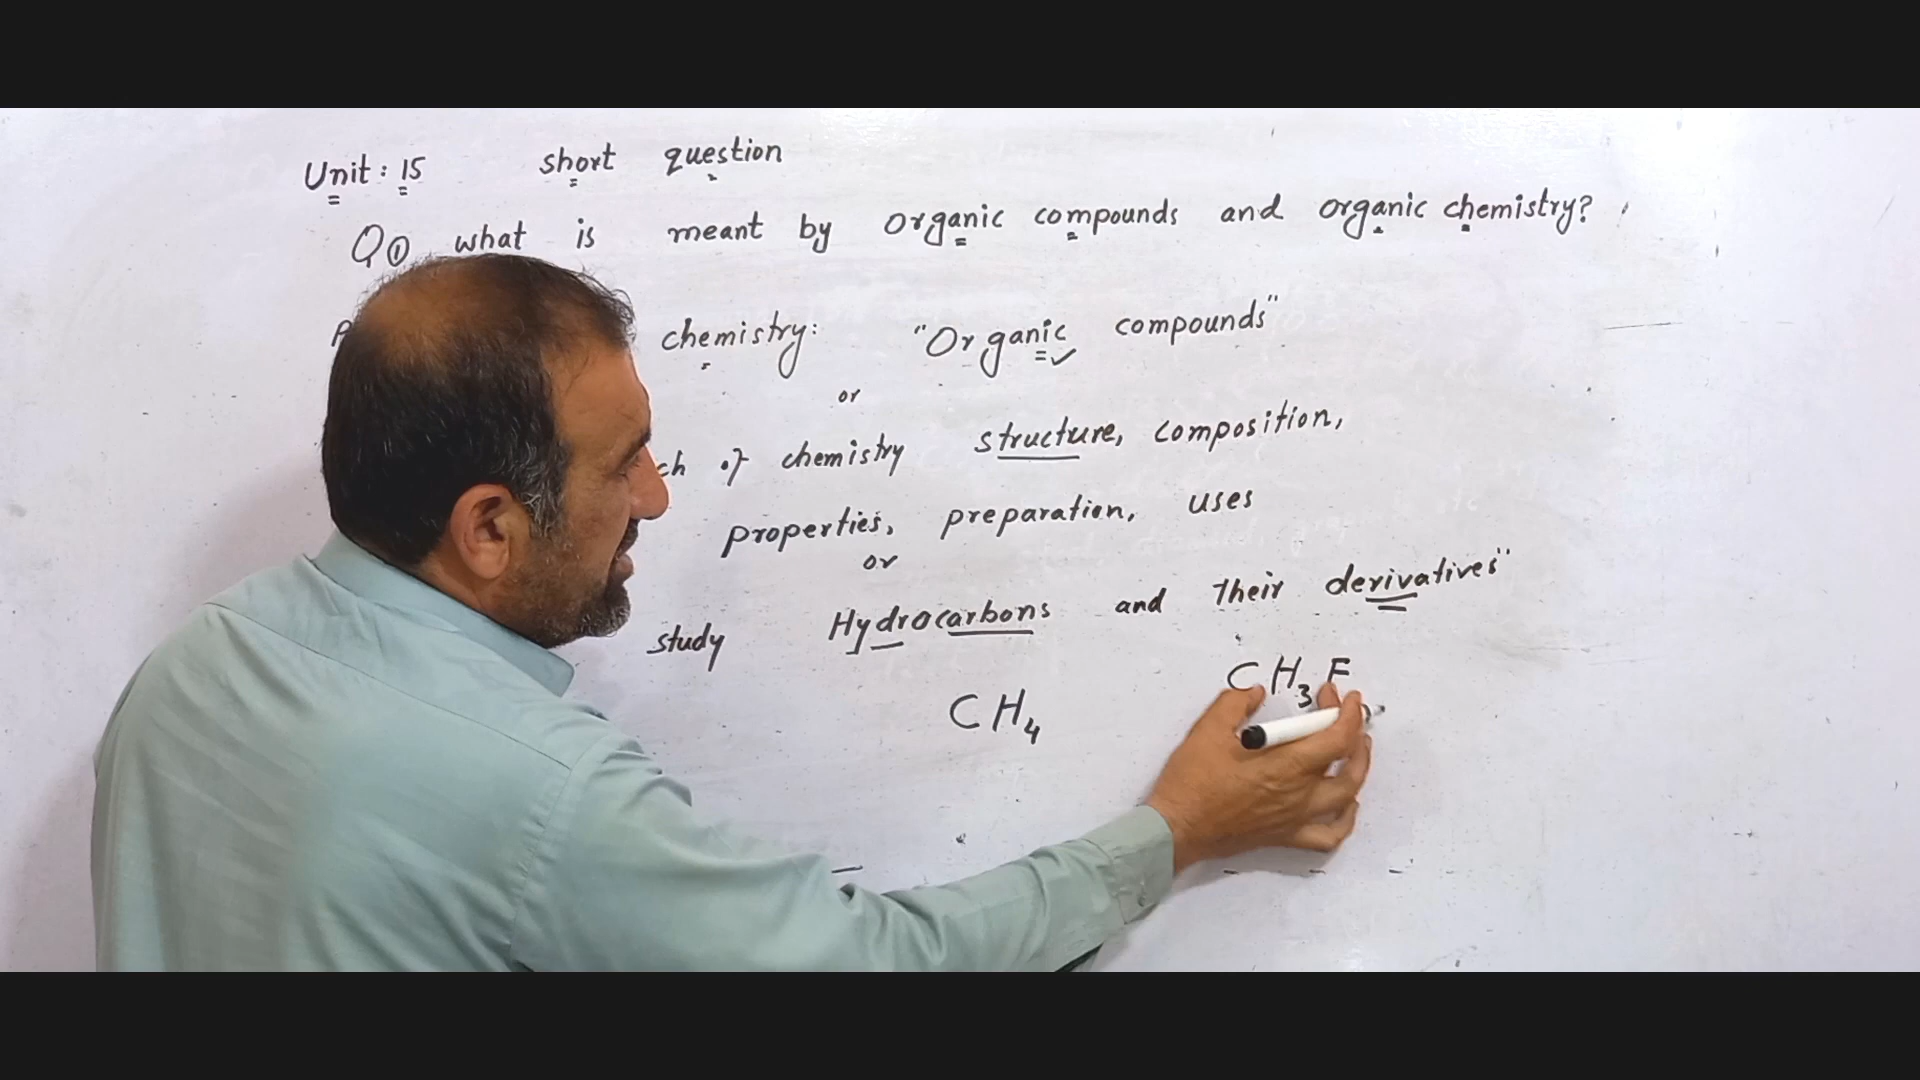 Unit: 15 short question
Q① what is meant by organic compounds and organic chemistry?
chemistry: "Organic compounds"
or
ch of chemistry structure, composition,
properties, preparation, uses
or
study Hydrocarbons and their derivatives"
CH₄ CH₃F